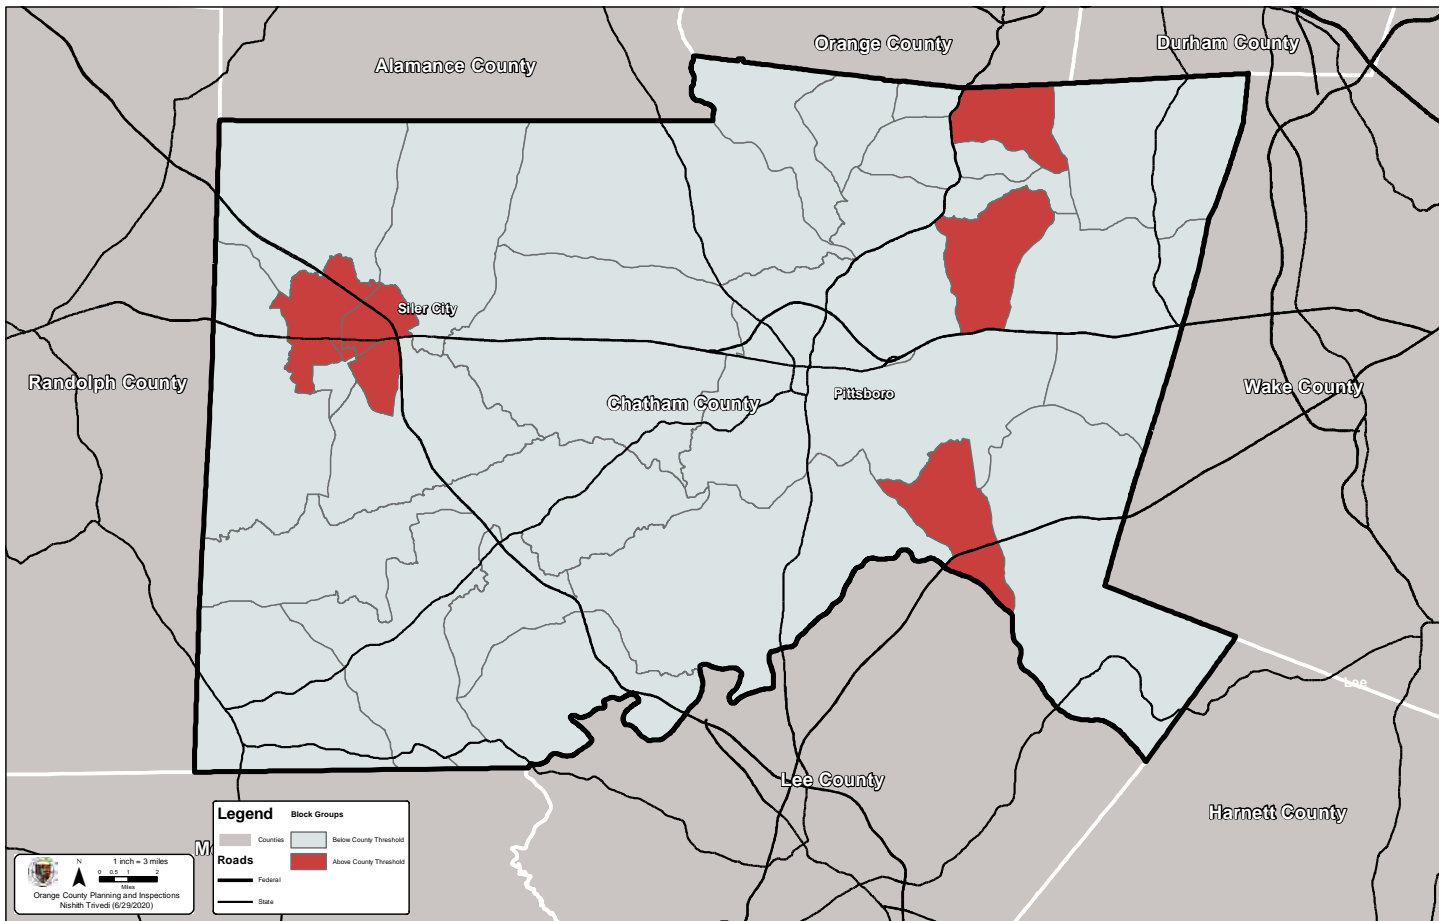 Orange County
Durham County
Alamance County
Siler City
Randolph County
Wake County
Pittsboro
Chatham County
Lee
Lee County
Harnett County
Legend
Block Groups
Counties
Below County Threshold
Roads
Above County Threshold
Federal
State
Mo
N
1 inch = 3 miles
0 0.5 1 2
Miles
Orange County Planning and Inspections
Nishith Trivedi (6/29/2020)